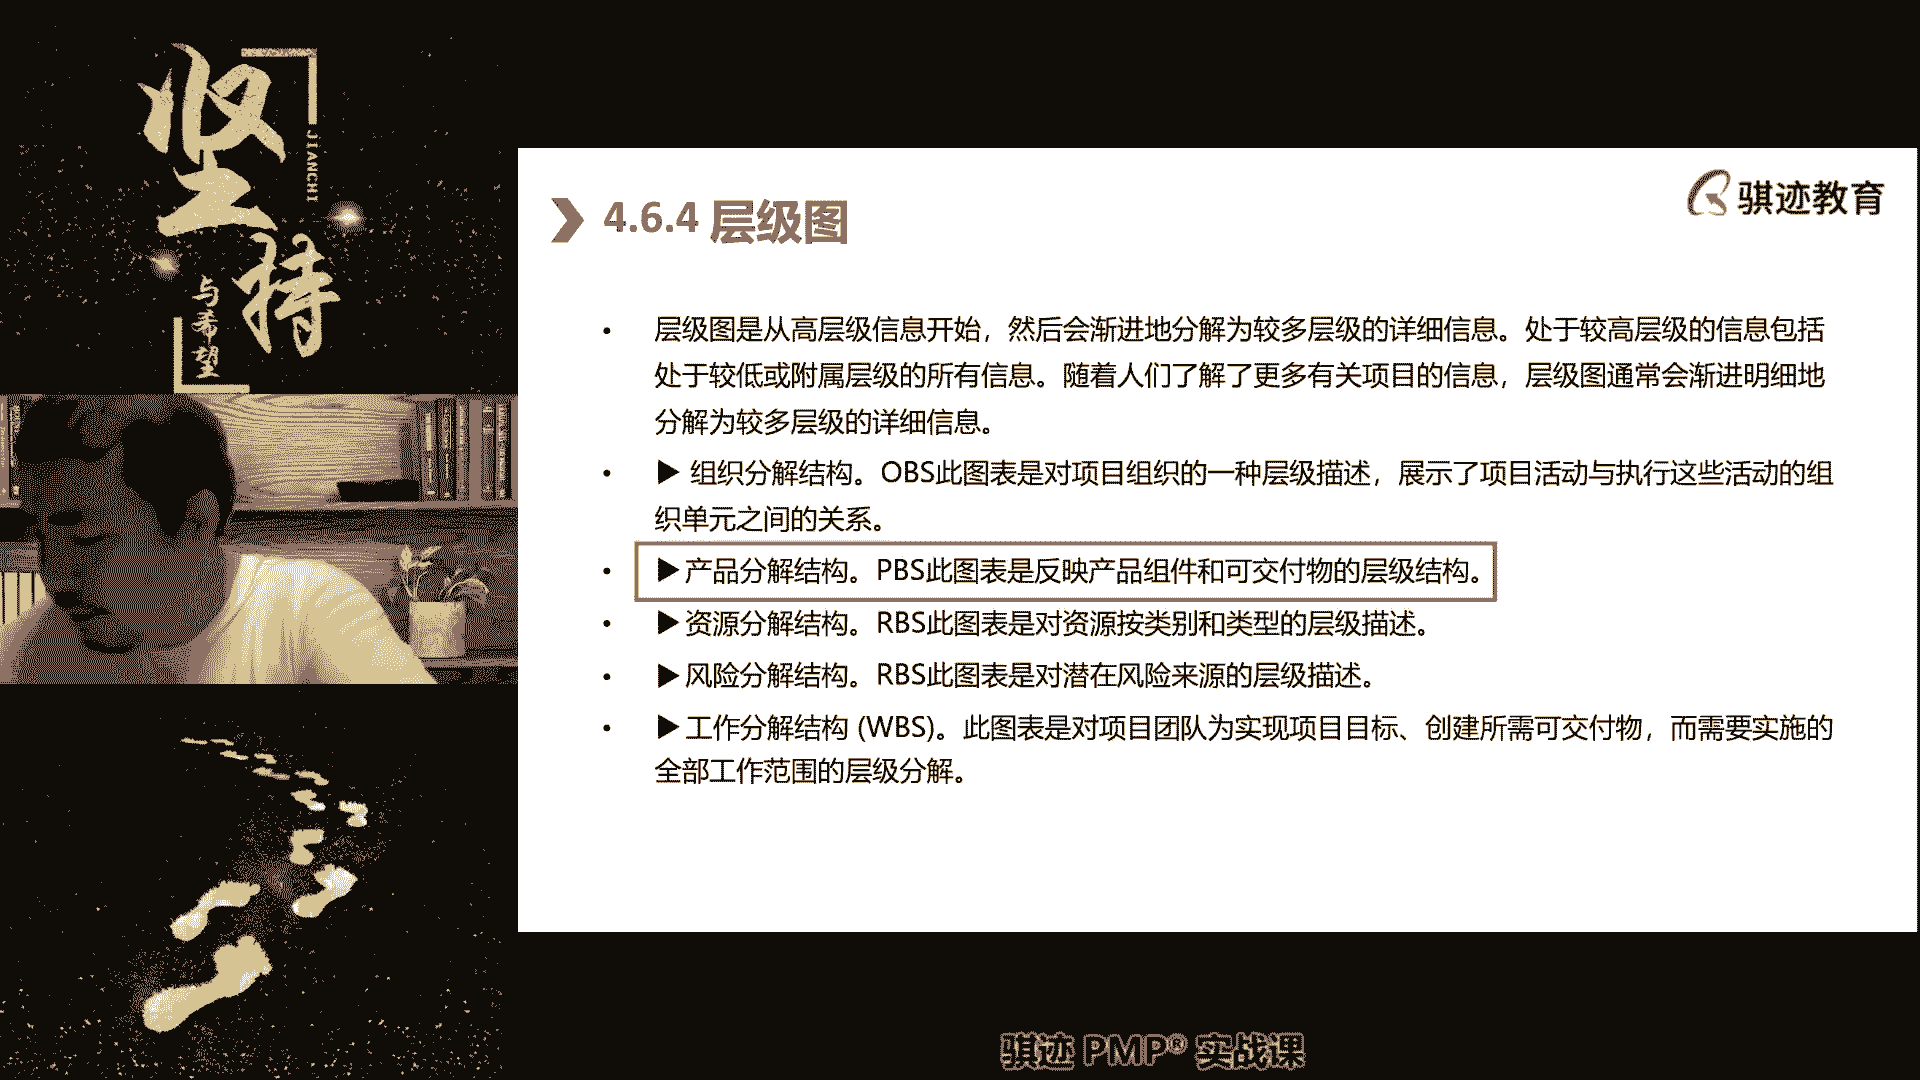 坚持
JIANCHI
与希望
骐迹教育
4.6.4 层级图
• 层级图是从高层级信息开始，然后会渐进地分解为较多层级的详细信息。处于较高层级的信息包括
处于较低或附属层级的所有信息。随着人们了解了更多有关项目的信息，层级图通常会渐进明细地
分解为较多层级的详细信息。
• ▶ 组织分解结构。OBS此图表是对项目组织的一种层级描述，展示了项目活动与执行这些活动的组
织单元之间的关系。
• ▶产品分解结构。PBS此图表是反映产品组件和可交付物的层级结构。
• ▶资源分解结构。RBS此图表是对资源按类别和类型的层级描述。
• ▶风险分解结构。RBS此图表是对潜在风险来源的层级描述。
• ▶工作分解结构 (WBS)。此图表是对项目团队为实现项目目标、创建所需可交付物，而需要实施的
全部工作范围的层级分解。
骐迹 PMP® 实战课